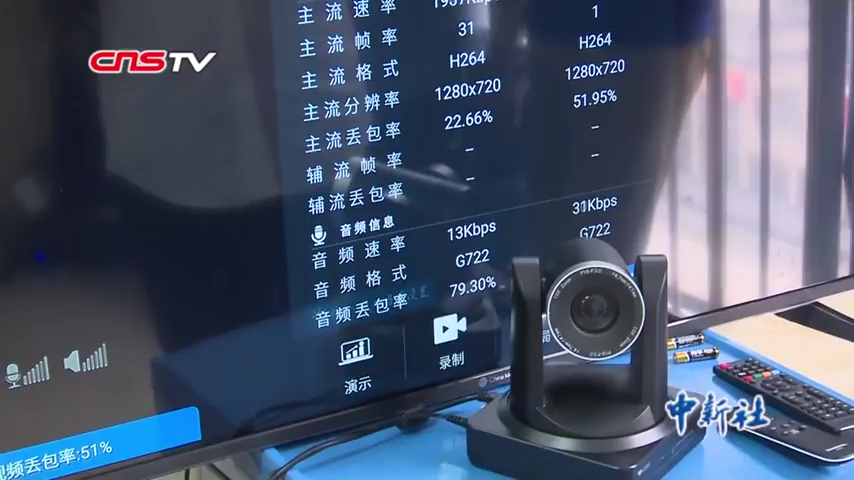 CNSTV
主流速率 1937Kbps
主流帧率 31 1
主流格式 H264 H264
主流分辨率 1280x720 1280x720
主流丢包率 22.66% 51.95%
辅流帧率 – –
辅流丢包率 – –
音频信息
音频速率 13Kbps 31Kbps
音频格式 G722 G722
音频丢包率 79.30%
演示 录制
频丢包率:51%
中新社